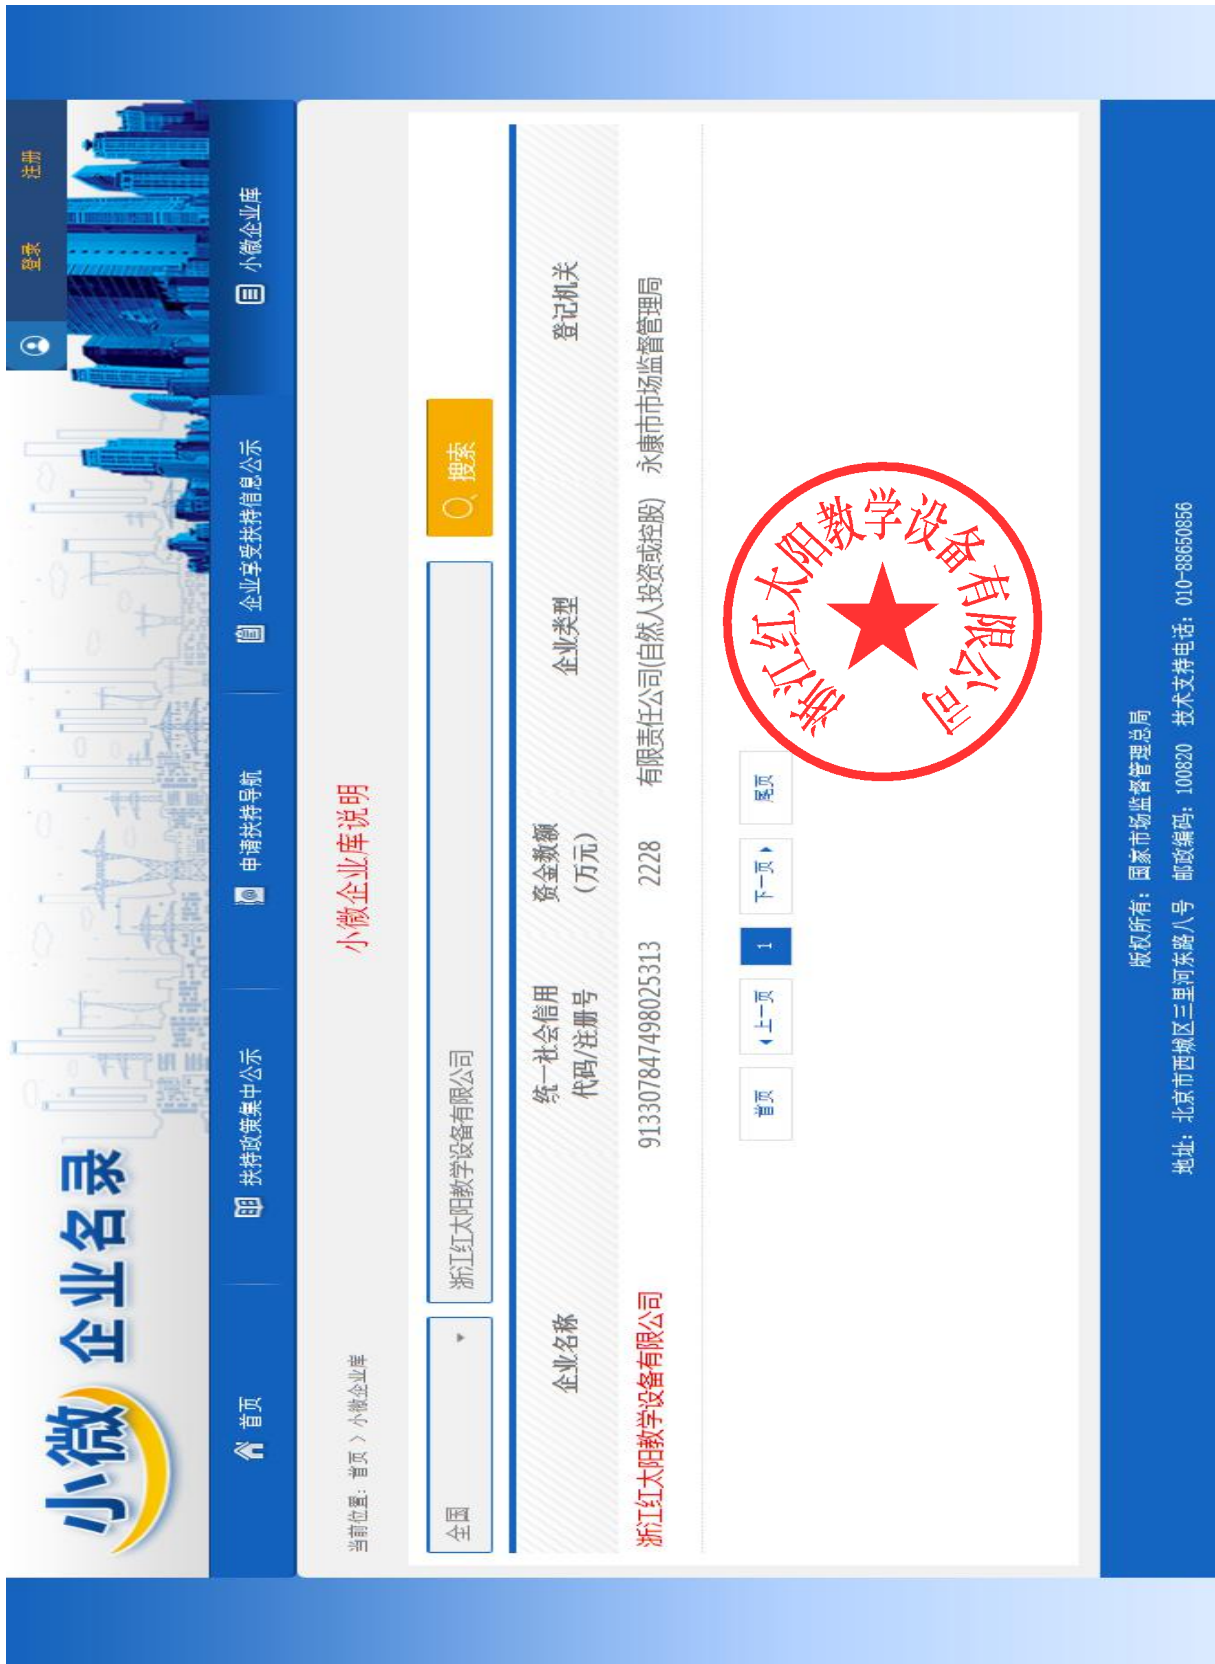 登录 注册
小微 企业名录
首页 扶持政策集中公示 申请扶持导航 企业享受扶持信息公示 小微企业库
当前位置：首页 > 小微企业库
小微企业库说明
全国 浙江红太阳教学设备有限公司 搜索
企业名称 统一社会信用代码/注册号 资金数额(万元) 企业类型 登记机关
浙江红太阳教学设备有限公司 913307847498025313 2228 有限责任公司(自然人投资或控股) 永康市市场监督管理局
首页 上一页 1 下一页 尾页
浙江红太阳教学设备有限公司
版权所有：国家市场监督管理总局
地址：北京市西城区三里河东路八号 邮政编码：100820 技术支持电话：010-88650856